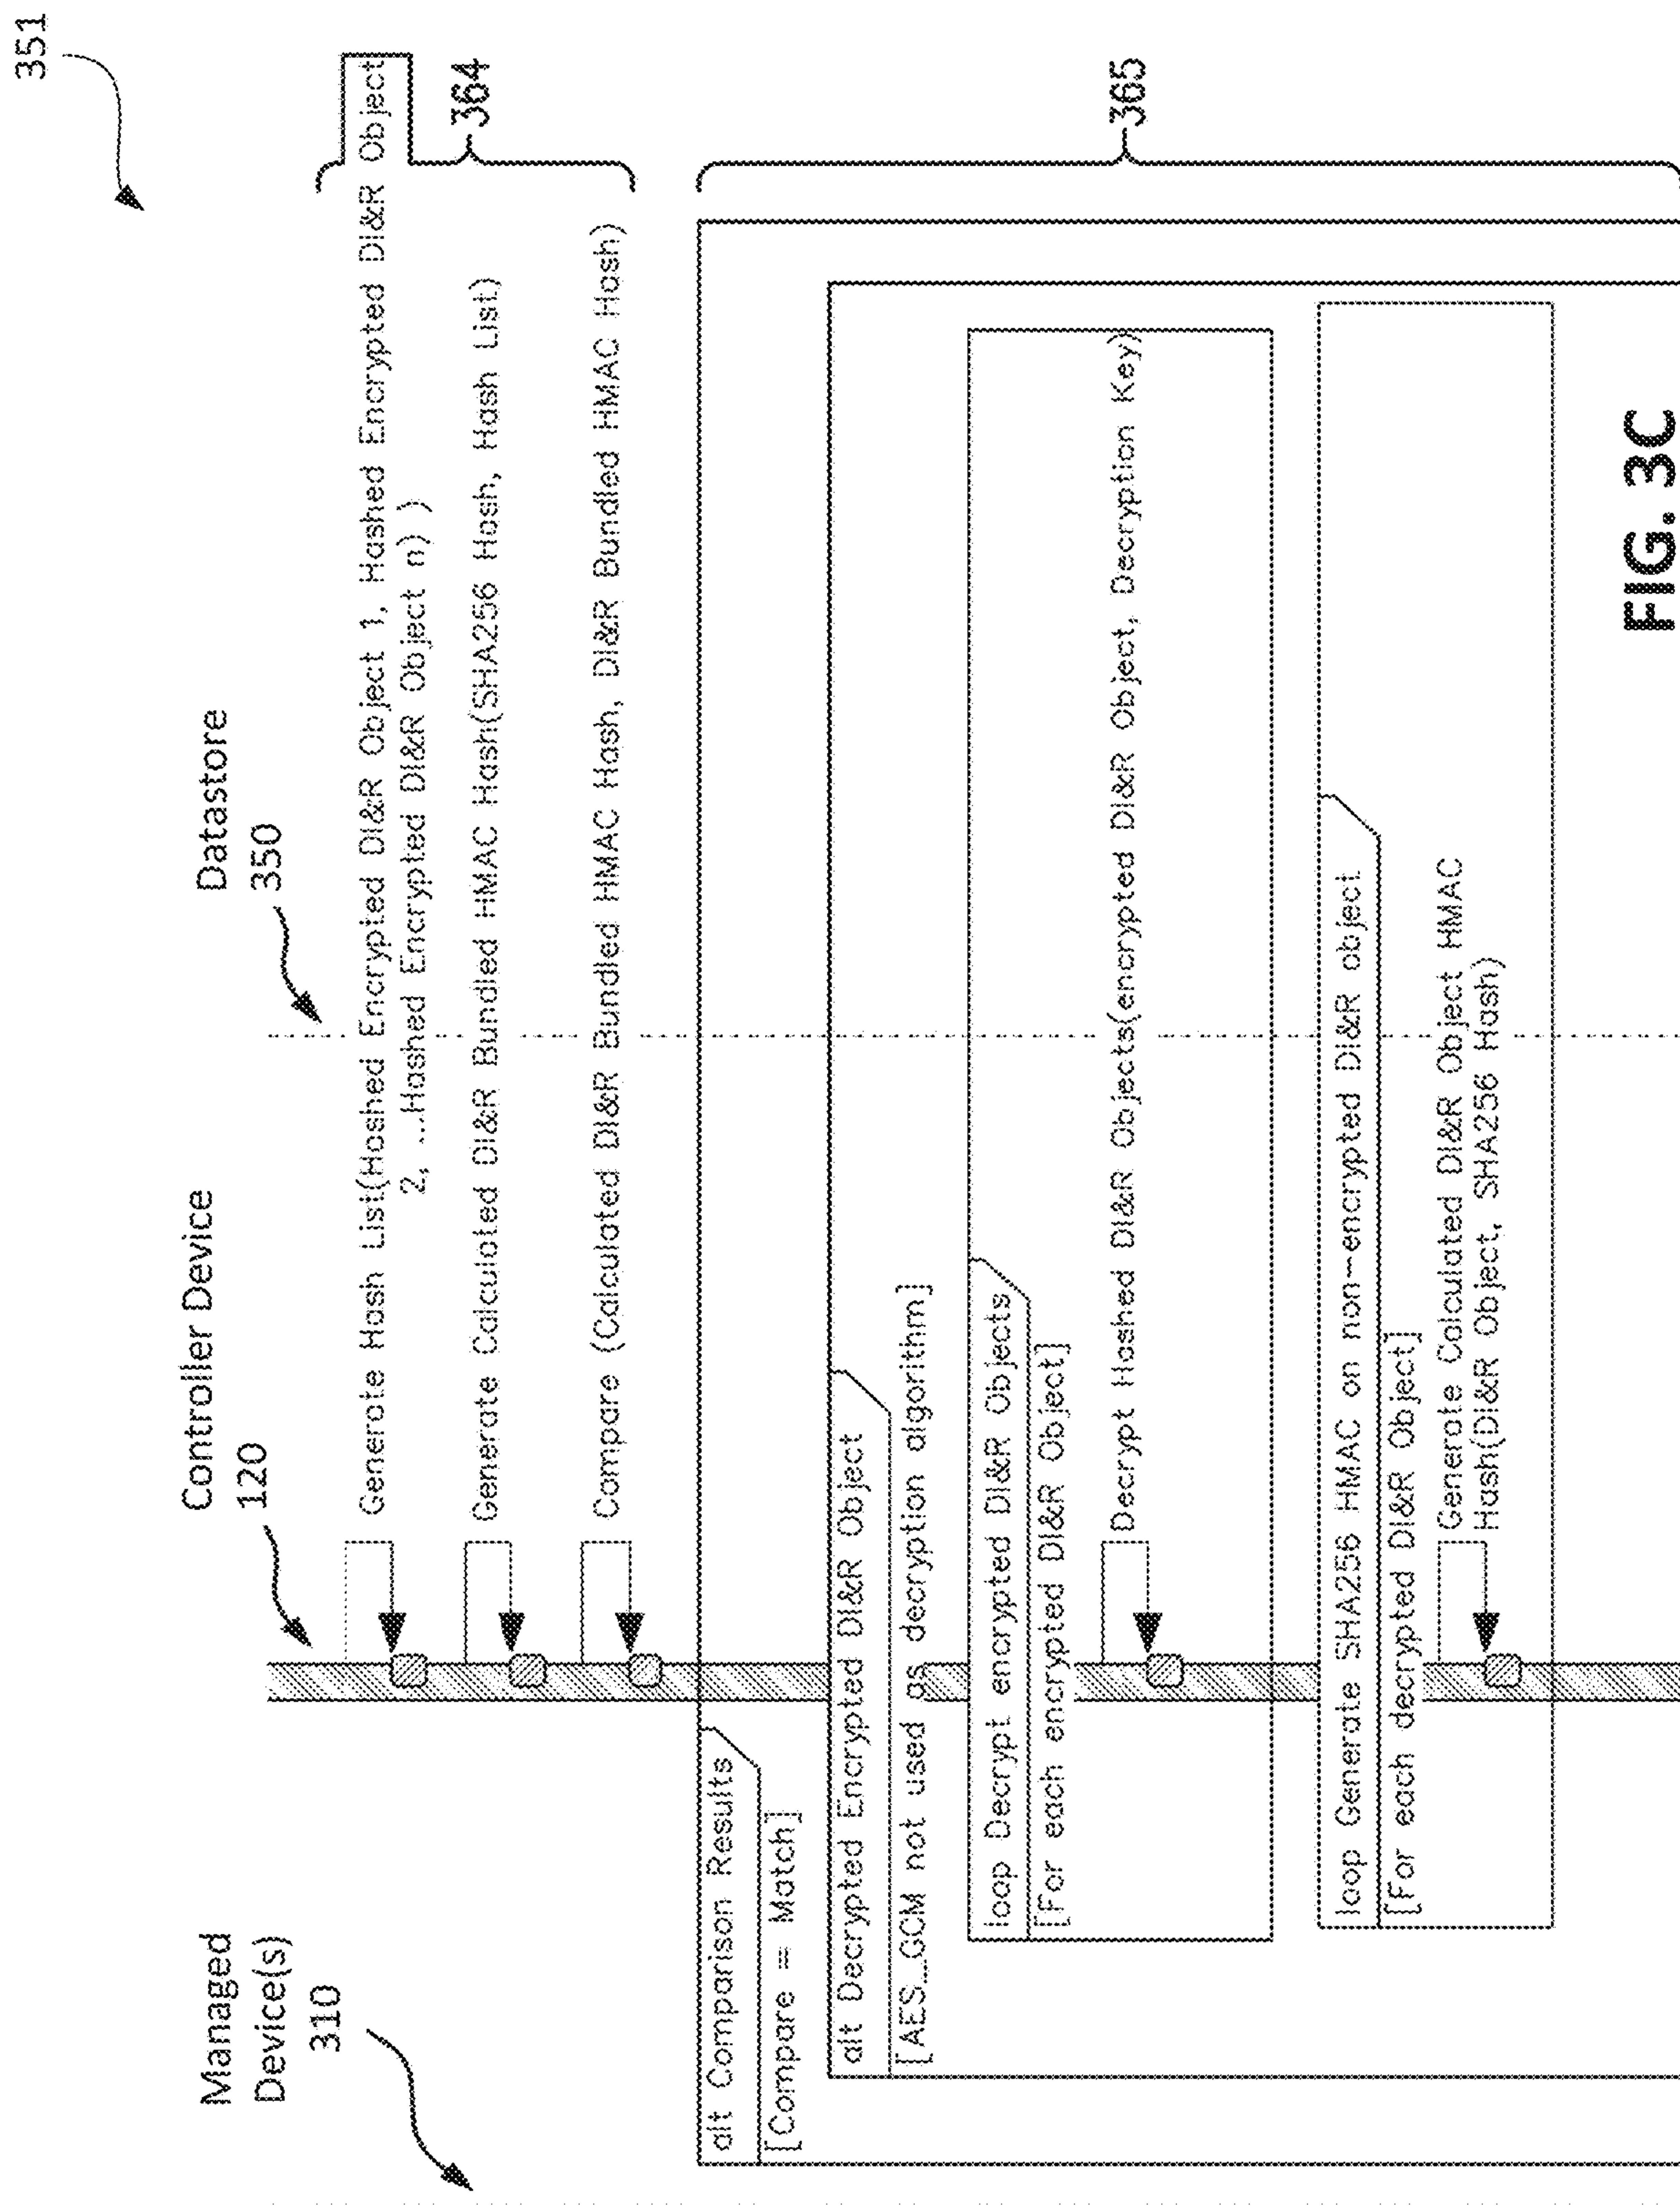 351
Managed
Device(s)
310
Controller Device
120
Datastore
350
Generate Hash List(Hashed Encrypted DI&R Object 1, Hashed Encrypted DI&R Object
2, ...Hashed Encrypted DI&R Object n) )
Generate Calculated DI&R Bundled HMAC Hash(SHA256 Hash, Hash List)
Compare (Calculated DI&R Bundled HMAC Hash, DI&R Bundled HMAC Hash)
364
alt Comparison Results
[Compare = Match]
365
alt Decrypted Encrypted DI&R Object
[AES_GCM not used as decryption algorithm]
loop Decrypt encrypted DI&R Objects
[For each encrypted DI&R Object]
Decrypt Hashed DI&R Objects(encrypted DI&R Object, Decryption Key)
loop Generate SHA256 HMAC on non-encrypted DI&R object
[For each decrypted DI&R Object]
Generate Calculated DI&R Object HMAC
Hash(DI&R Object, SHA256 Hash)
FIG. 3C